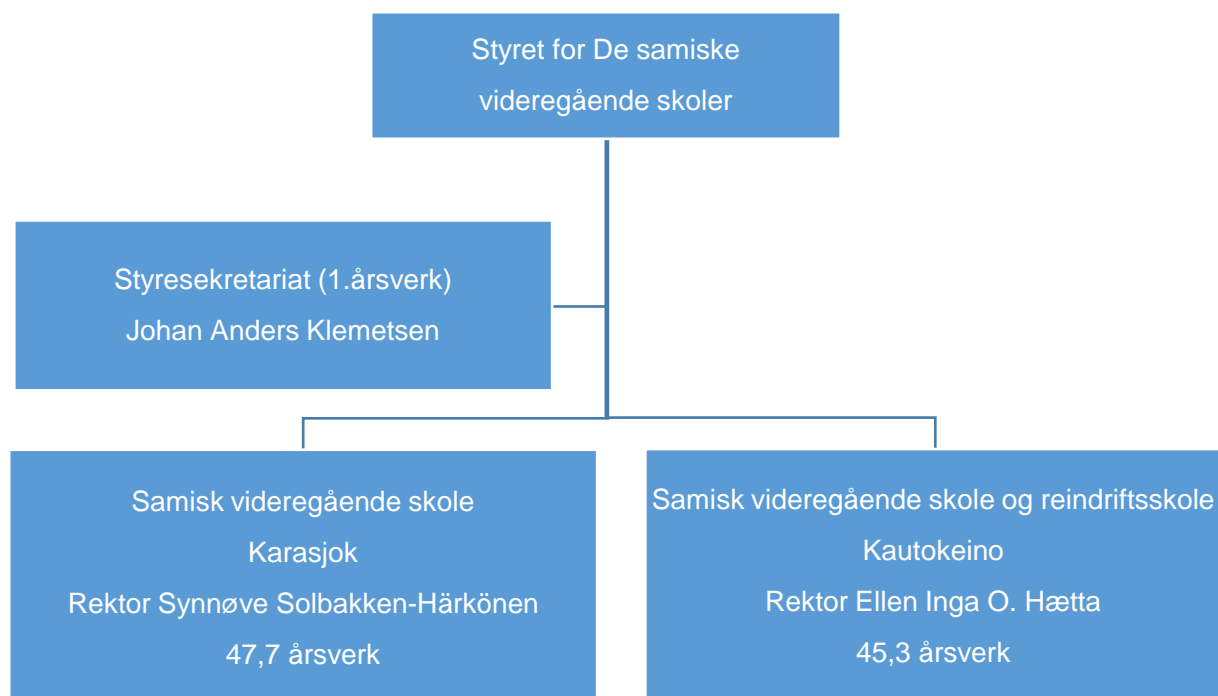 Styret for De samiske
videregående skoler
Styresekretariat (1.årsverk)
Johan Anders Klemetsen
Samisk videregående skole
Karasjok
Rektor Synnøve Solbakken-Härkönen
47,7 årsverk
Samisk videregående skole og reindriftsskole
Kautokeino
Rektor Ellen Inga O. Hætta
45,3 årsverk